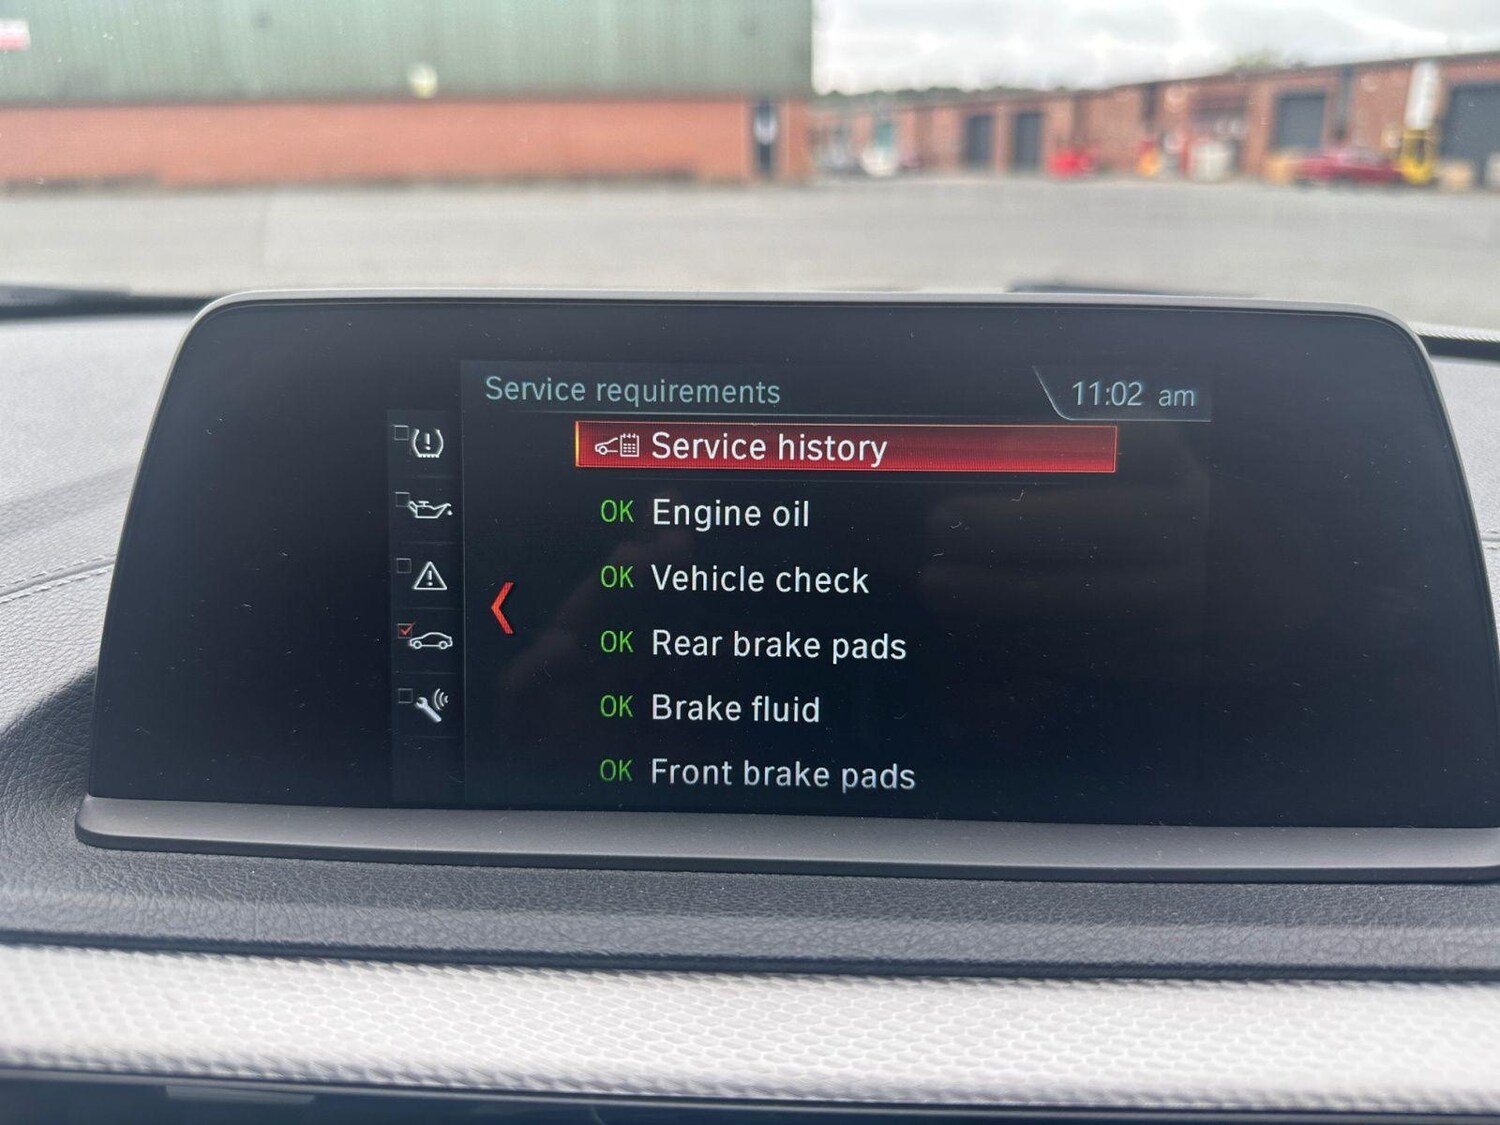 Service requirements
11:02 am
Service history
OK Engine oil
OK Vehicle check
OK Rear brake pads
OK Brake fluid
OK Front brake pads